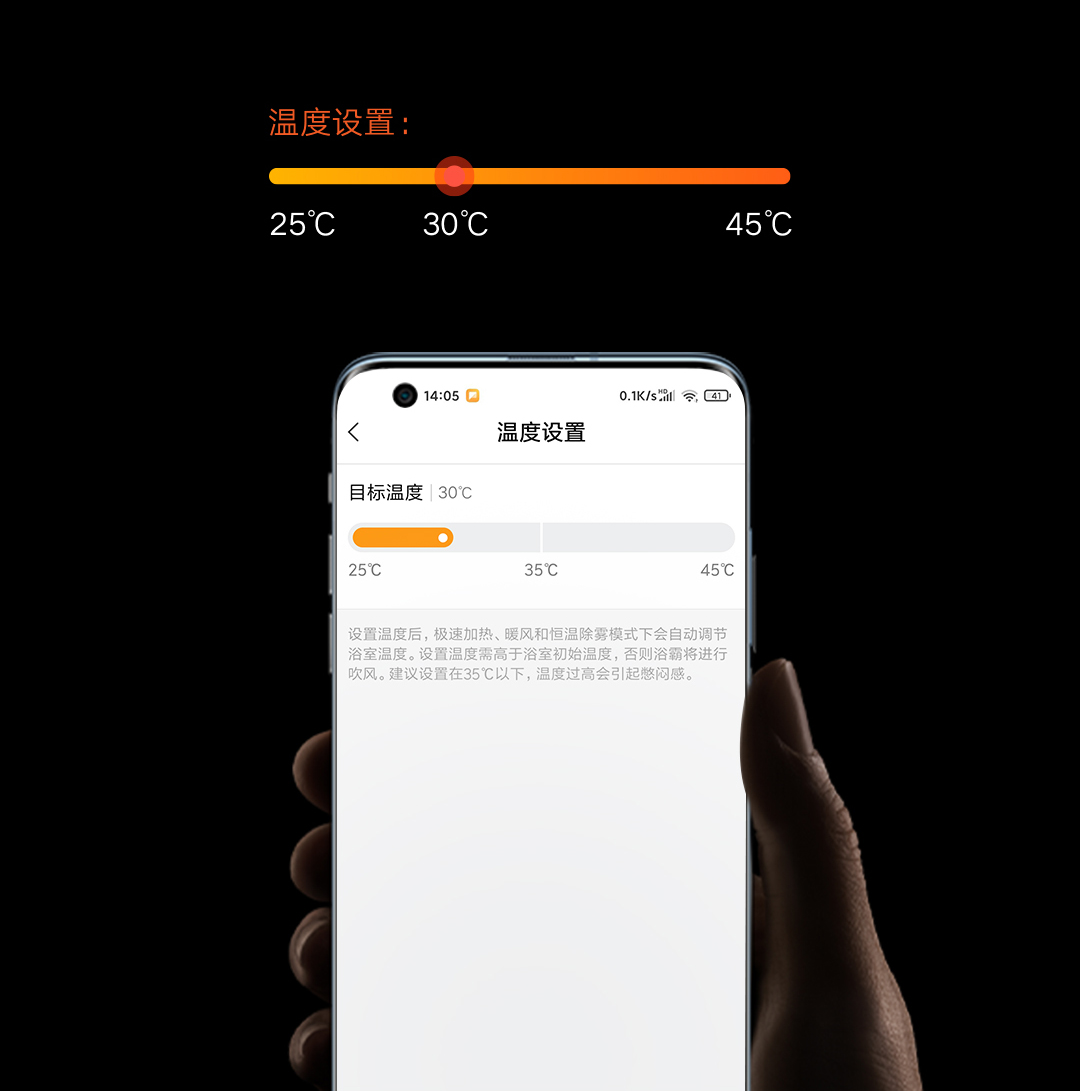 温度设置：
25℃ 30℃ 45℃
14:05 0.1K/s HD 41
温度设置
目标温度 30℃
25℃ 35℃ 45℃
设置温度后，极速加热、暖风和恒温除雾模式下会自动调节
浴室温度。设置温度需高于浴室初始温度，否则浴霸将进行
吹风。建议设置在35℃以下，温度过高会引起憋闷感。